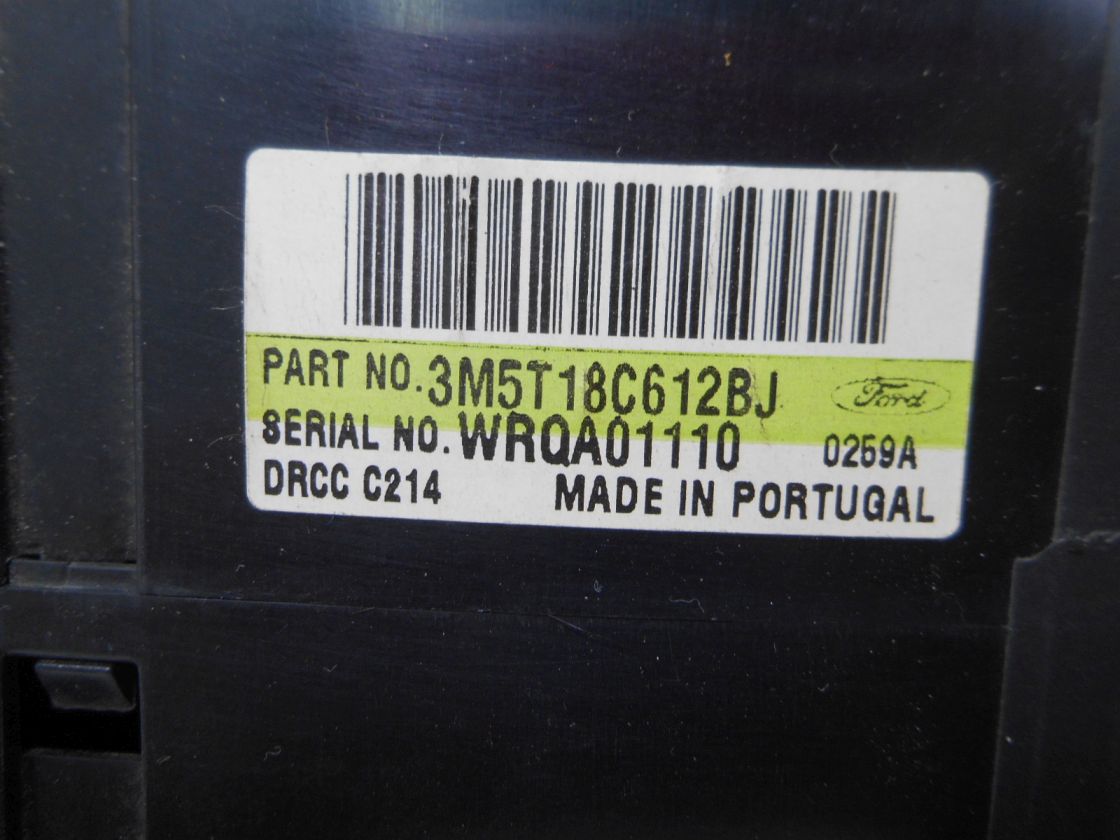 PART NO. 3M5T18C612BJ Ford
SERIAL NO. WRQA01110 0259A
DRCC C214 MADE IN PORTUGAL